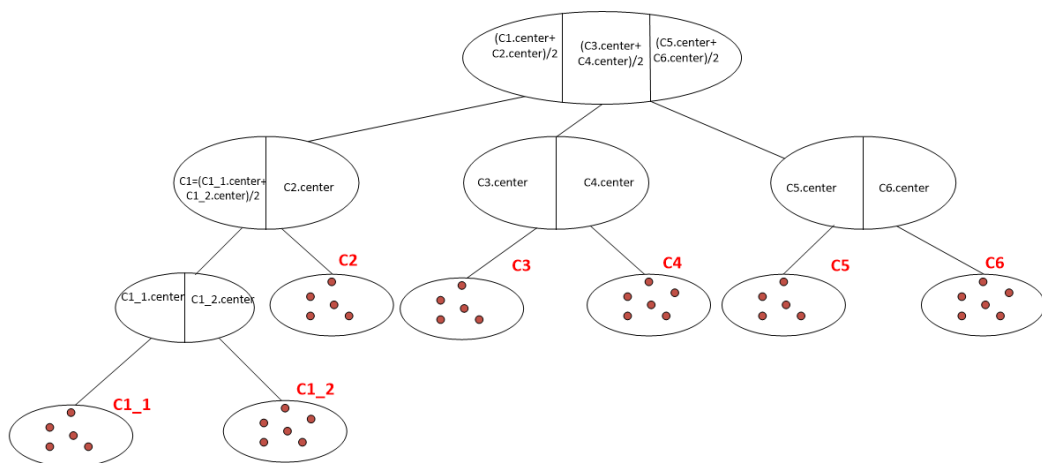 (C1.center+
C2.center)/2
(C3.center+
C4.center)/2
(C5.center+
C6.center)/2
C1=(C1_1.center+
C1_2.center)/2
C2.center
C3.center
C4.center
C5.center
C6.center
C2
C3
C4
C5
C6
C1_1.center
C1_2.center
C1_1
C1_2